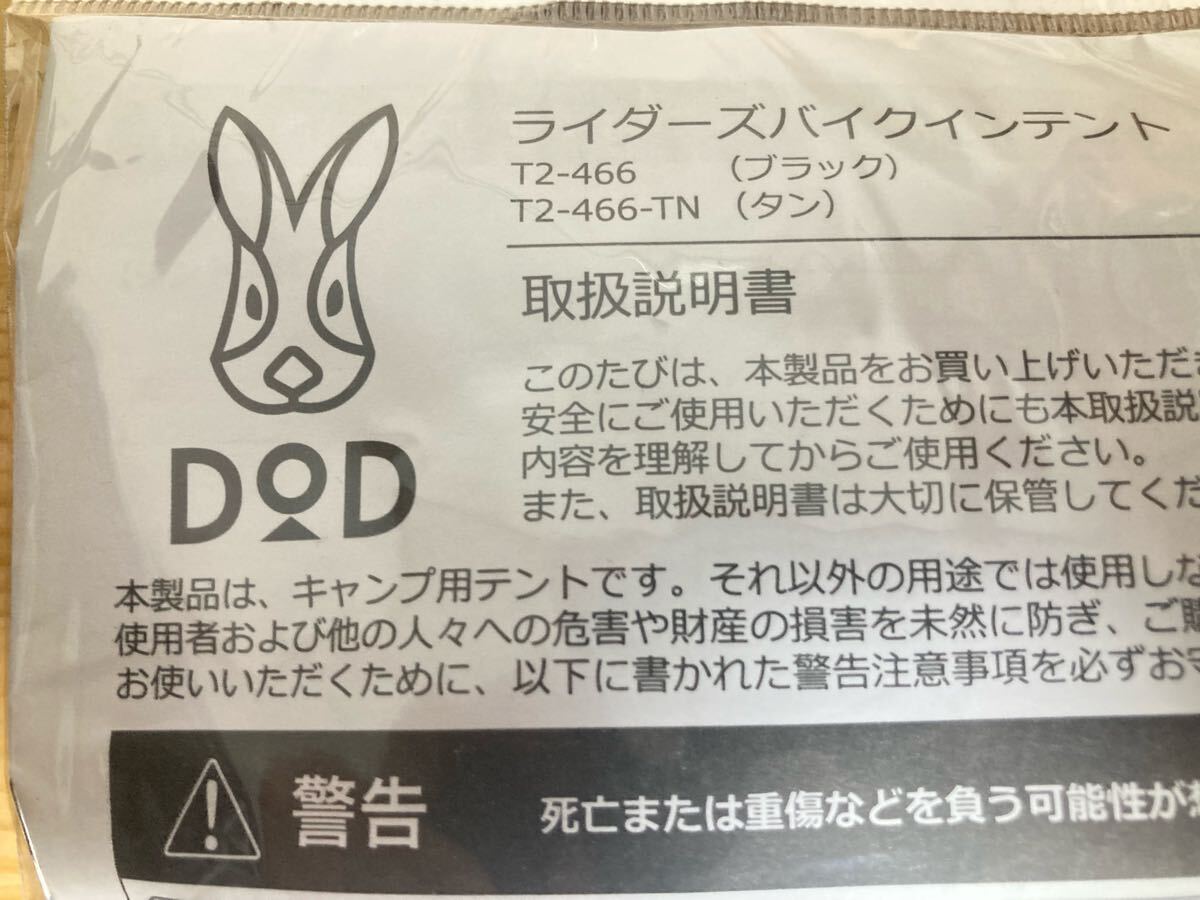 ライダーズバイクインテント
T2-466 （ブラック）
T2-466-TN （タン）
取扱説明書
このたびは、本製品をお買い上げいただき
安全にご使用いただくためにも本取扱説
内容を理解してからご使用ください。
また、取扱説明書は大切に保管してくだ
DOD
本製品は、キャンプ用テントです。それ以外の用途では使用しな
使用者および他の人々への危害や財産の損害を未然に防ぎ、ご購
お使いいただくために、以下に書かれた警告注意事項を必ずお守
警告
死亡または重傷などを負う可能性が